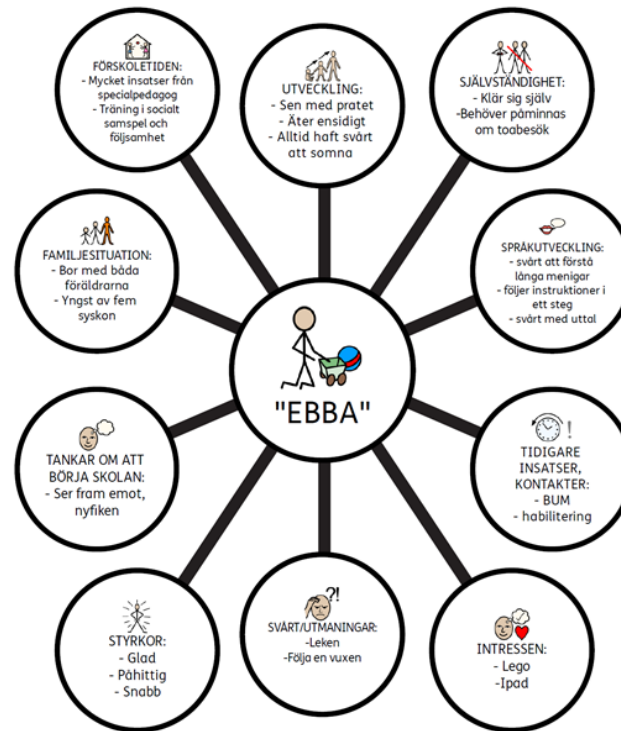 FÖRSKOLETIDEN:
- Mycket insatser från
specialpedagog
- Träning i socialt
samspel och
följsamhet
UTVECKLING:
- Sen med pratet
- Äter ensidigt
- Alltid haft svårt
att somna
SJÄLVSTÄNDIGHET:
- Klär sig själv
-Behöver påminnas
om toabesök
FAMILJESITUATION:
- Bor med båda
föräldrarna
- Yngst av fem
syskon
SPRÅKUTVECKLING:
- svårt att förstå
långa menigar
- följer instruktioner i
ett steg
- svårt med uttal
"EBBA"
TANKAR OM ATT
BÖRJA SKOLAN:
- Ser fram emot,
nyfiken
!
TIDIGARE
INSATSER,
KONTAKTER:
- BUM
- habilitering
STYRKOR:
- Glad
- Påhittig
- Snabb
?!
SVÅRT/UTMANINGAR:
-Leken
-Följa en vuxen
INTRESSEN:
- Lego
-Ipad